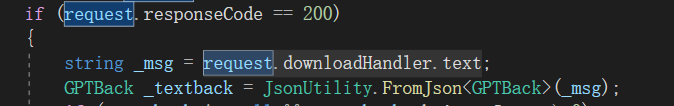 if (request.responseCode == 200)
{
string _msg = request.downloadHandler.text;
GPTBack _textback = JsonUtility.FromJson<GPTBack>(_msg);